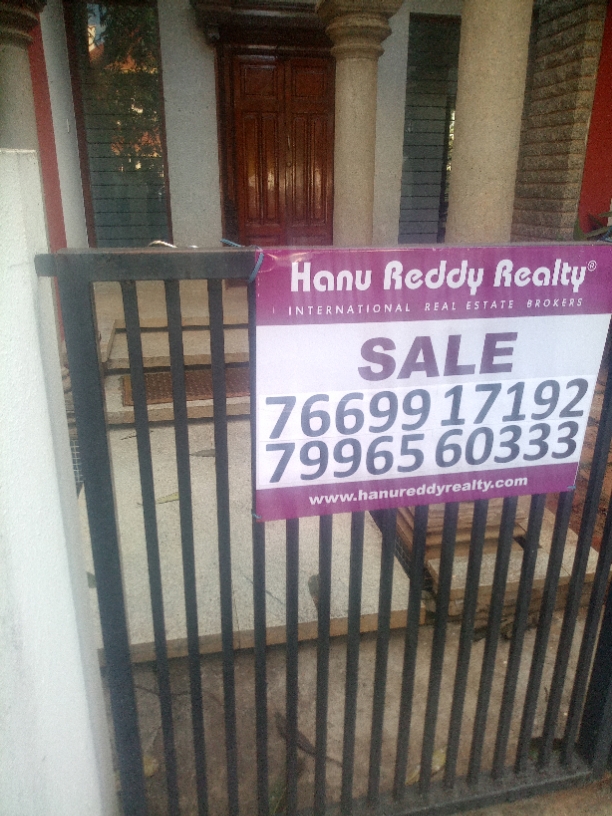 Hanu Reddy Realty®
INTERNATIONAL REAL ESTATE BROKERS
SALE
76699 17192
79965 60333
www.hanureddyrealty.com